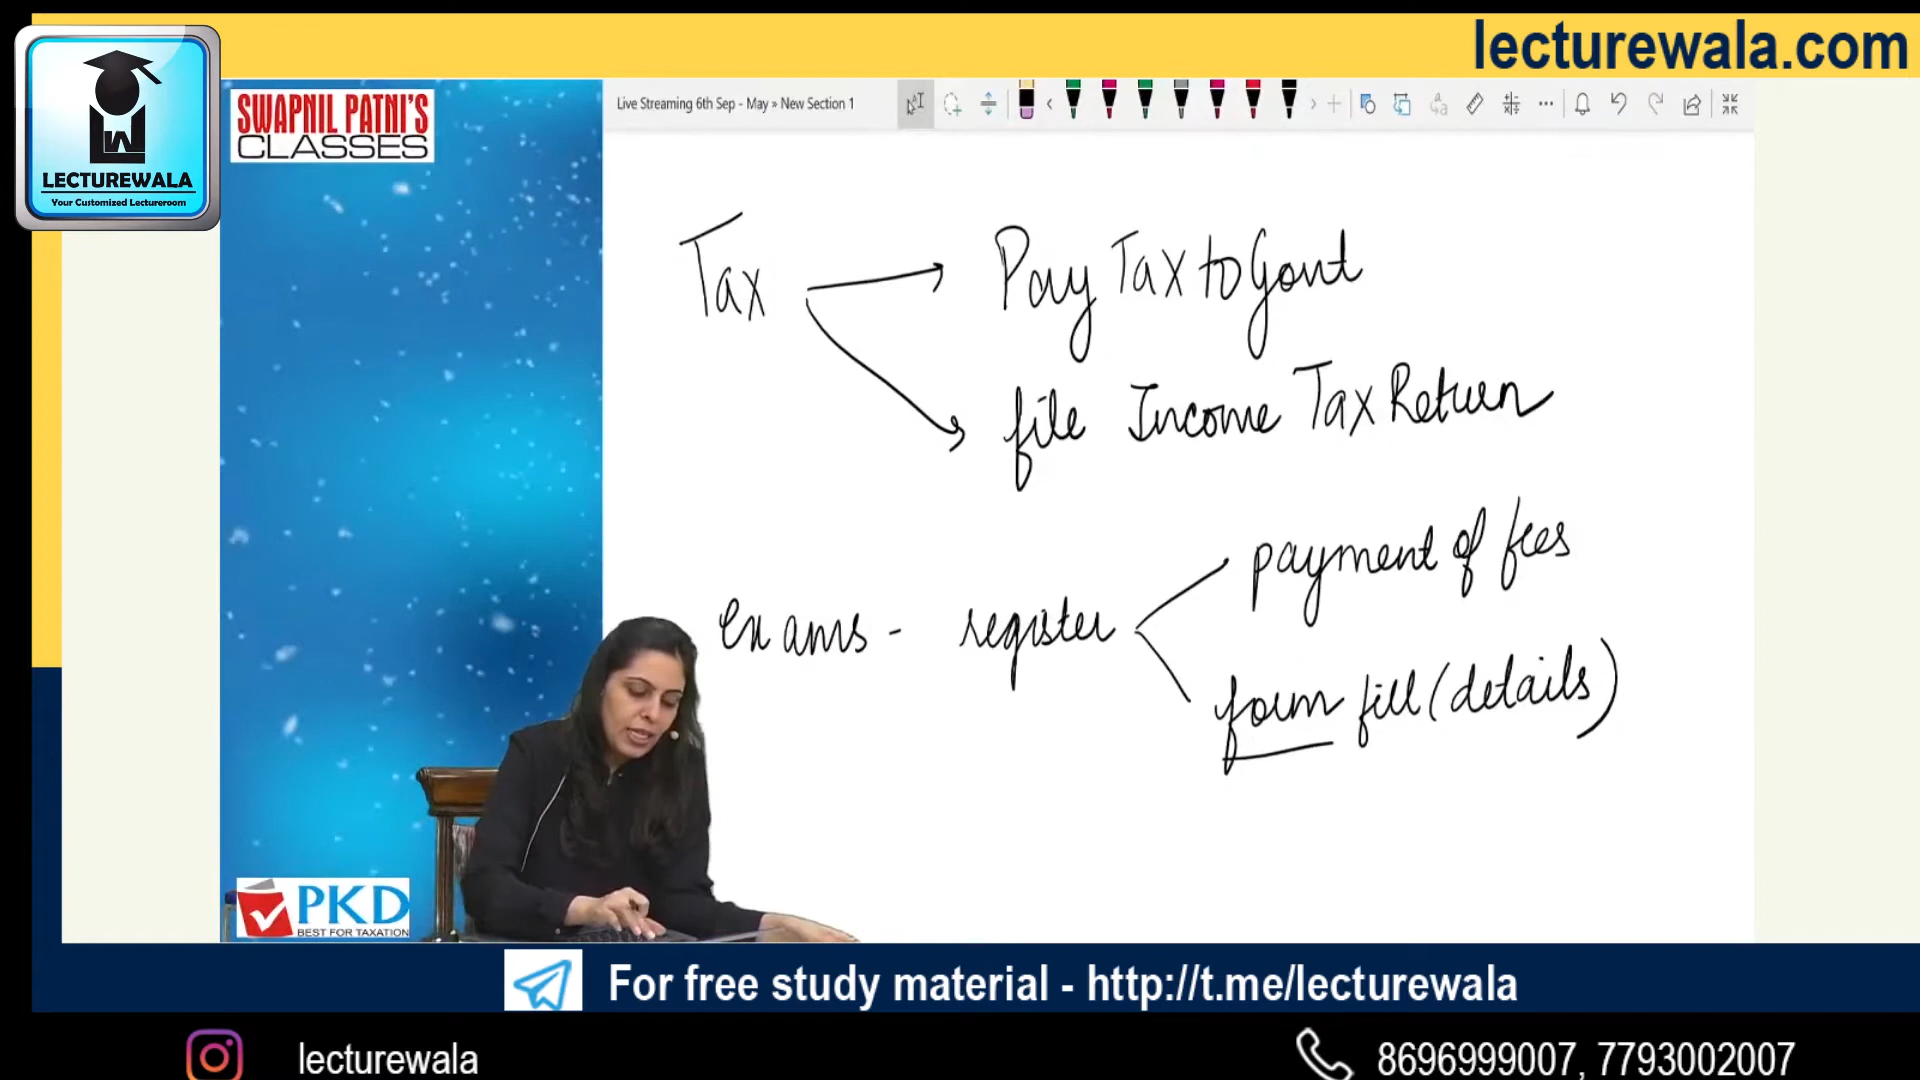 lecturewala.com
LW
LECTUREWALA
Your Customized Lectureroom
SWAPNIL PATNI'S
CLASSES
Live Streaming 6th Sep - May » New Section 1
Tax
Pay Tax to Govt
file Income Tax Return
exams - register
payment of fees
form fill (details)
PKD
BEST FOR TAXATION
For free study material - http://t.me/lecturewala
lecturewala
8696999007, 7793002007